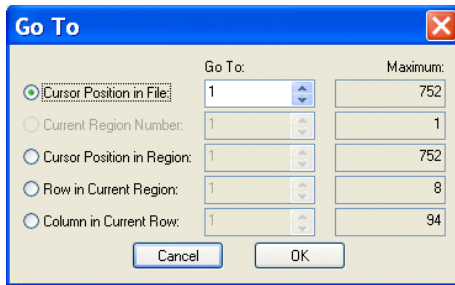 Go To
Go To: Maximum:
Cursor Position in File: 1 752
Current Region Number: 1 1
Cursor Position in Region: 1 752
Row in Current Region: 1 8
Column in Current Row: 1 94
Cancel OK